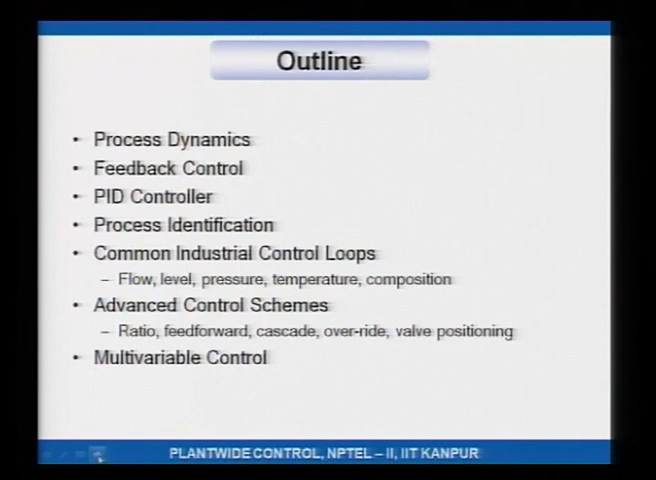 Outline
• Process Dynamics
• Feedback Control
• PID Controller
• Process Identification
• Common Industrial Control Loops
– Flow, level, pressure, temperature, composition
• Advanced Control Schemes
– Ratio, feedforward, cascade, over-ride, valve positioning
• Multivariable Control
PLANTWIDE CONTROL, NPTEL – II, IIT KANPUR